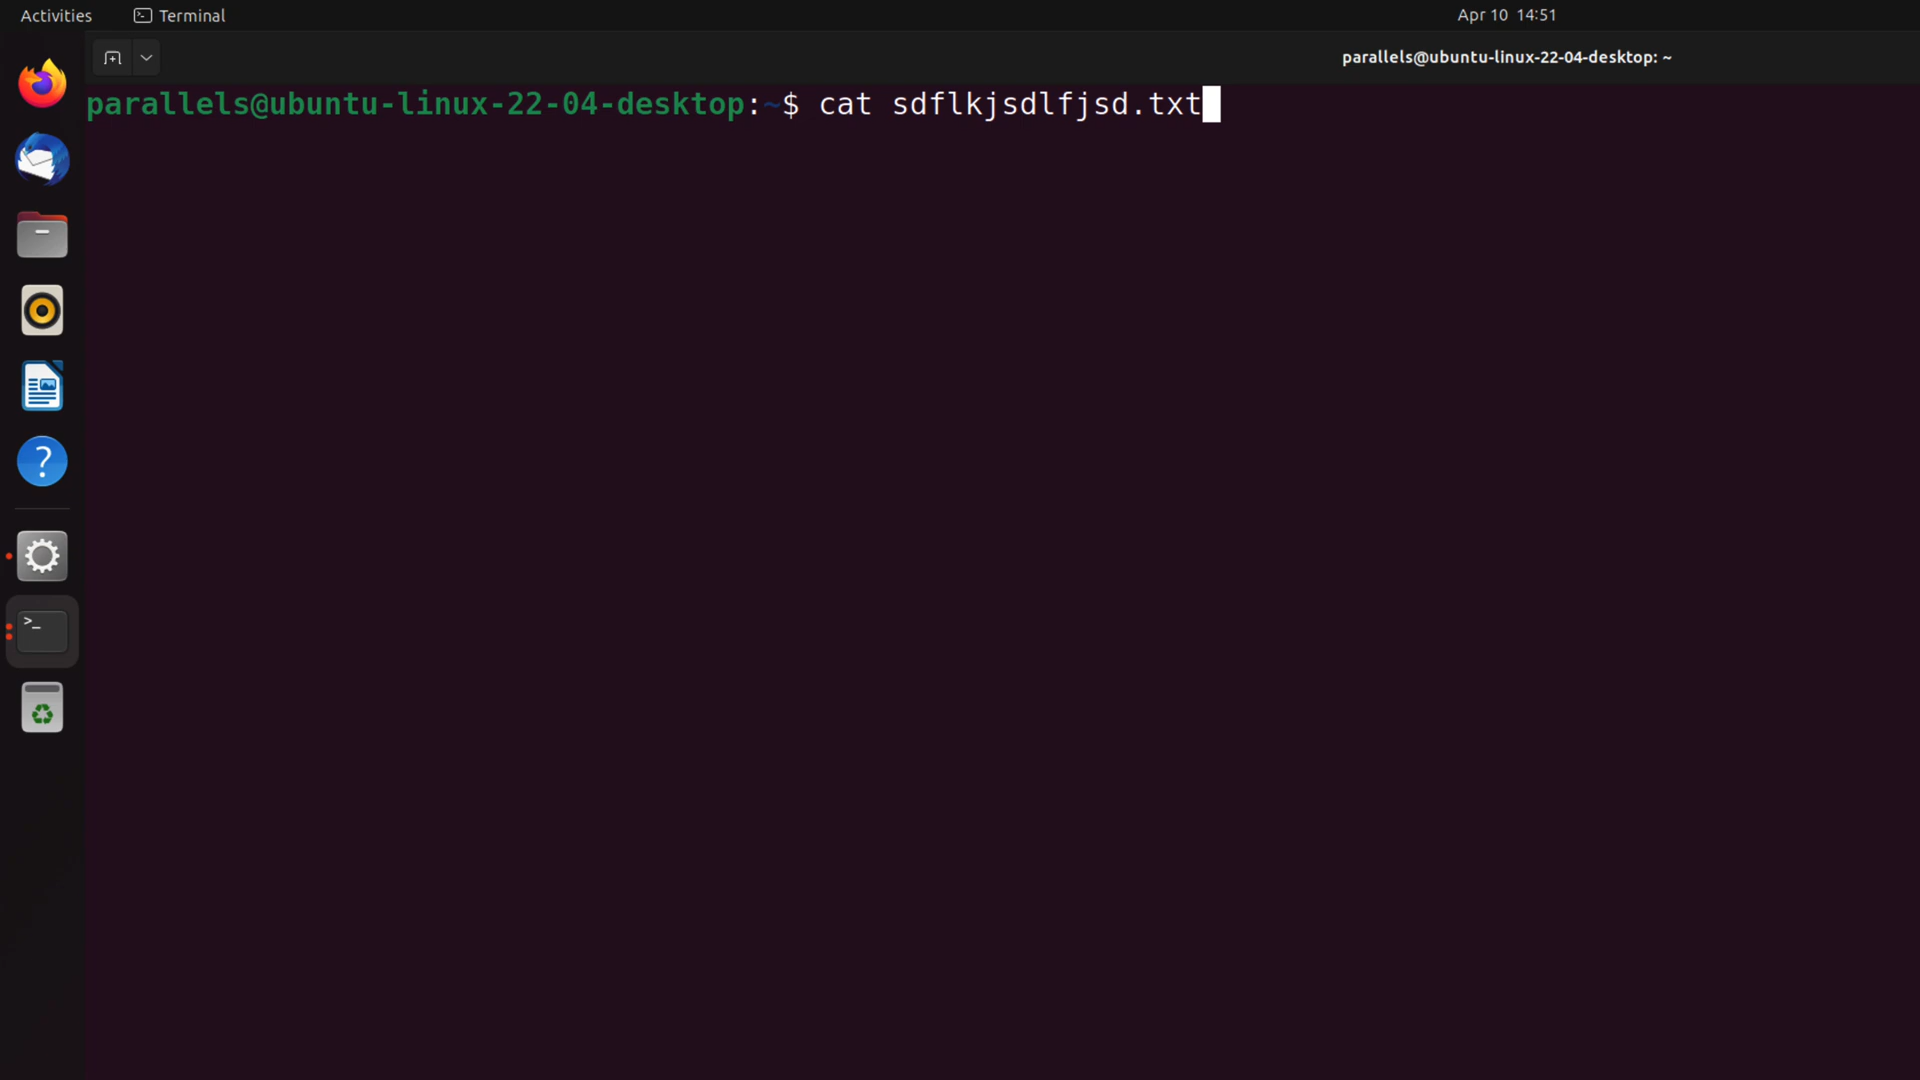 Activities
Terminal
Apr 10 14:51
parallels@ubuntu-linux-22-04-desktop: ~
parallels@ubuntu-linux-22-04-desktop:~$ cat sdflkjsdlfjsd.txt
?
>_